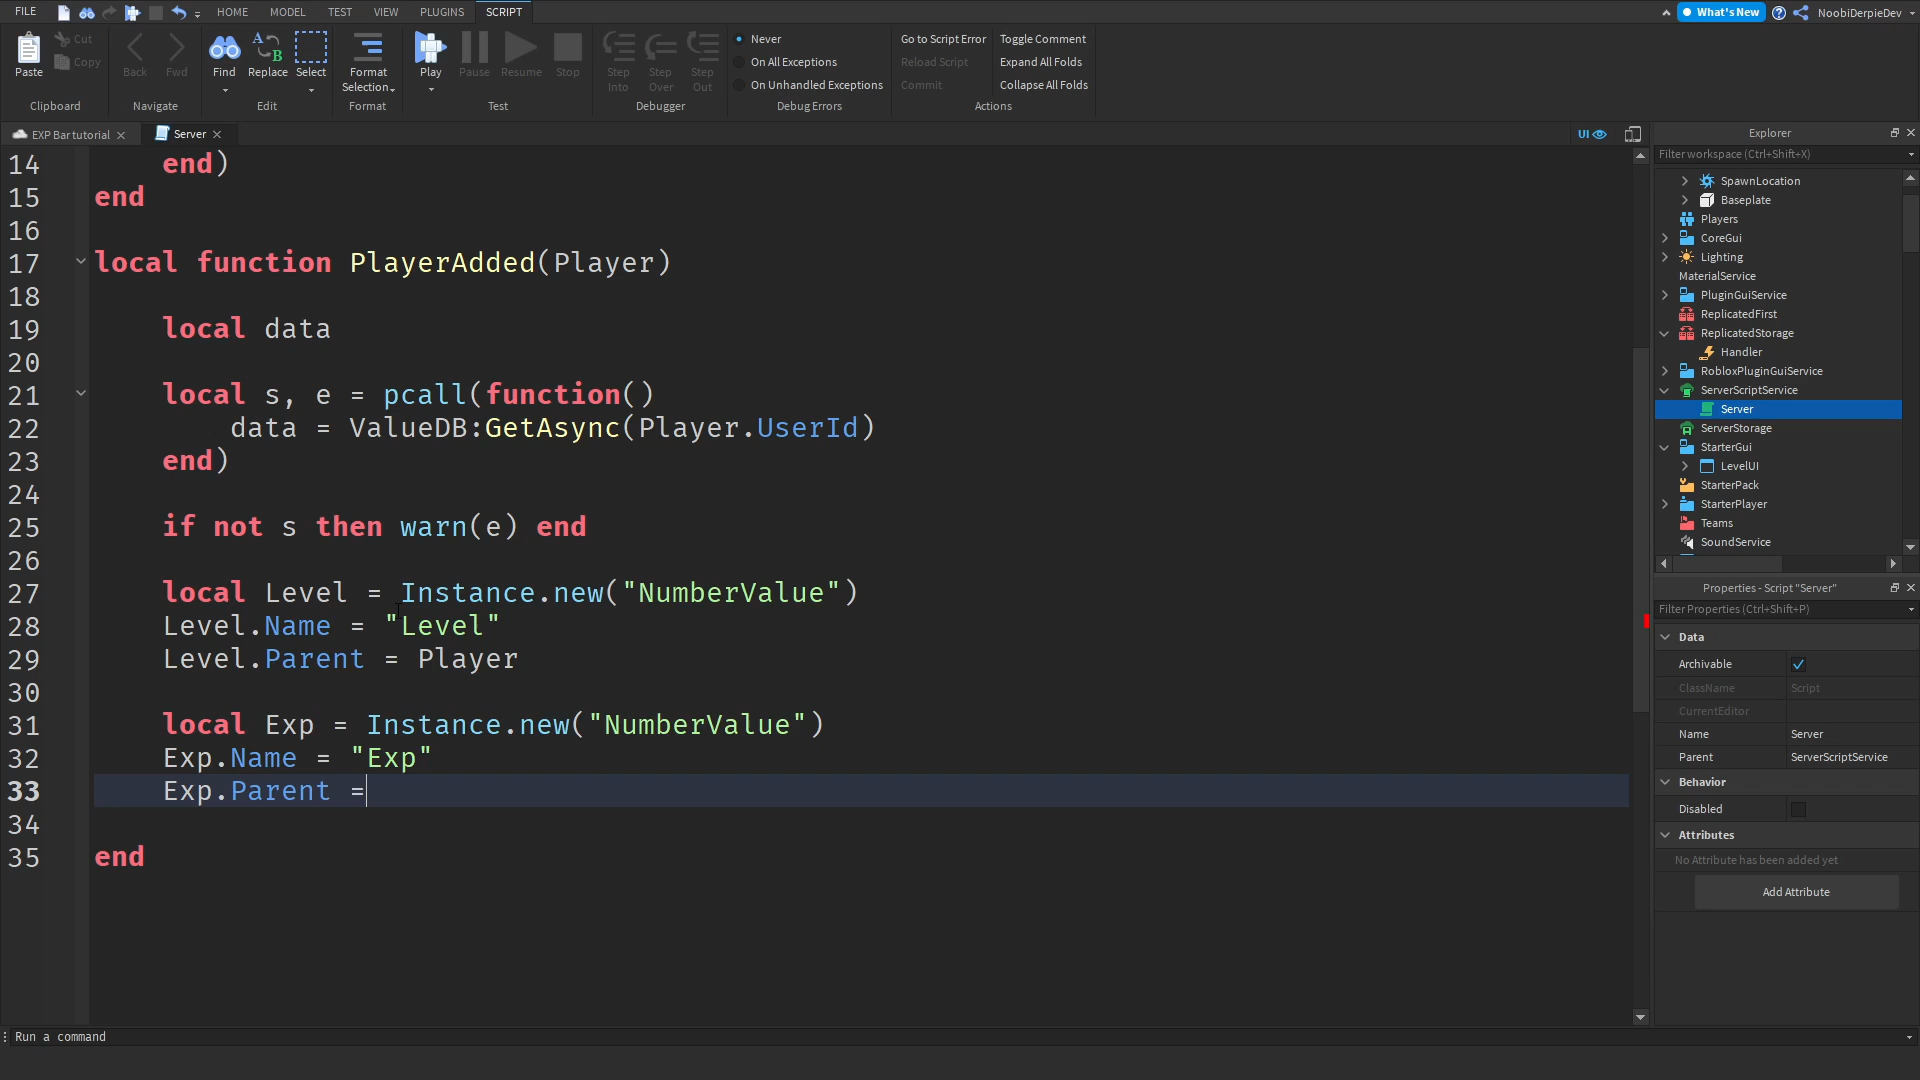 FILE HOME MODEL TEST VIEW PLUGINS SCRIPT What's New NoobiDerpieDev
Paste Cut Copy
Back Fwd
Find Replace Select
Format Selection
Play Pause Resume Stop
Step Into Step Over Step Out
Never
On All Exceptions
On Unhandled Exceptions
Go to Script Error Toggle Comment
Reload Script Expand All Folds
Commit Collapse All Folds
Clipboard Navigate Edit Format Test Debugger Debug Errors Actions
EXP Bar tutorial Server UI
14 end)
15 end
16
17 local function PlayerAdded(Player)
18
19 local data
20
21 local s, e = pcall(function()
22 data = ValueDB:GetAsync(Player.UserId)
23 end)
24
25 if not s then warn(e) end
26
27 local Level = Instance.new("NumberValue")
28 Level.Name = "Level"
29 Level.Parent = Player
30
31 local Exp = Instance.new("NumberValue")
32 Exp.Name = "Exp"
33 Exp.Parent =
34
35 end
Explorer
Filter workspace (Ctrl+Shift+X)
SpawnLocation
Baseplate
Players
CoreGui
Lighting
MaterialService
PluginGuiService
ReplicatedFirst
ReplicatedStorage
Handler
RobloxPluginGuiService
ServerScriptService
Server
ServerStorage
StarterGui
LevelUI
StarterPack
StarterPlayer
Teams
SoundService
Properties - Script "Server"
Filter Properties (Ctrl+Shift+P)
Data
Archivable
ClassName Script
CurrentEditor
Name Server
Parent ServerScriptService
Behavior
Disabled
Attributes
No Attribute has been added yet
Add Attribute
Run a command